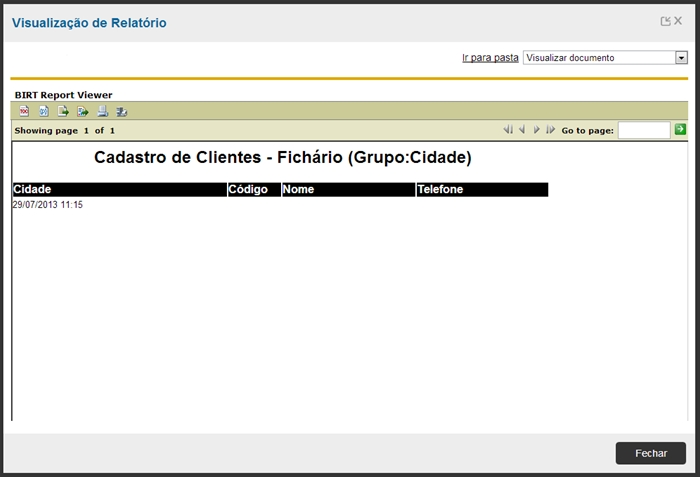 Visualização de Relatório
Ir para pasta Visualizar documento
BIRT Report Viewer
TOC
Showing page 1 of 1 Go to page:
Cadastro de Clientes - Fichário (Grupo:Cidade)
Cidade Código Nome Telefone
29/07/2013 11:15
Fechar